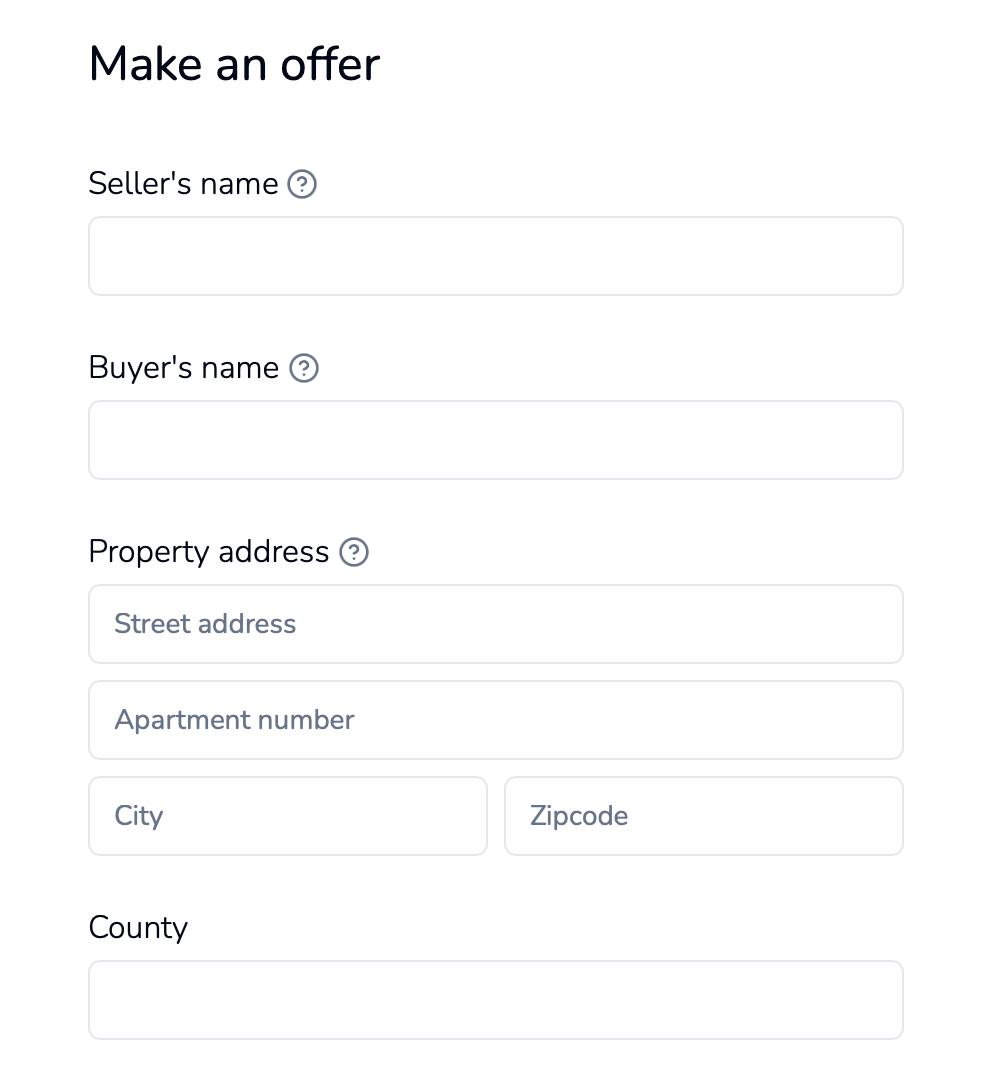 Make an offer
Seller's name ?
Buyer's name ?
Property address ?
Street address
Apartment number
City
Zipcode
County